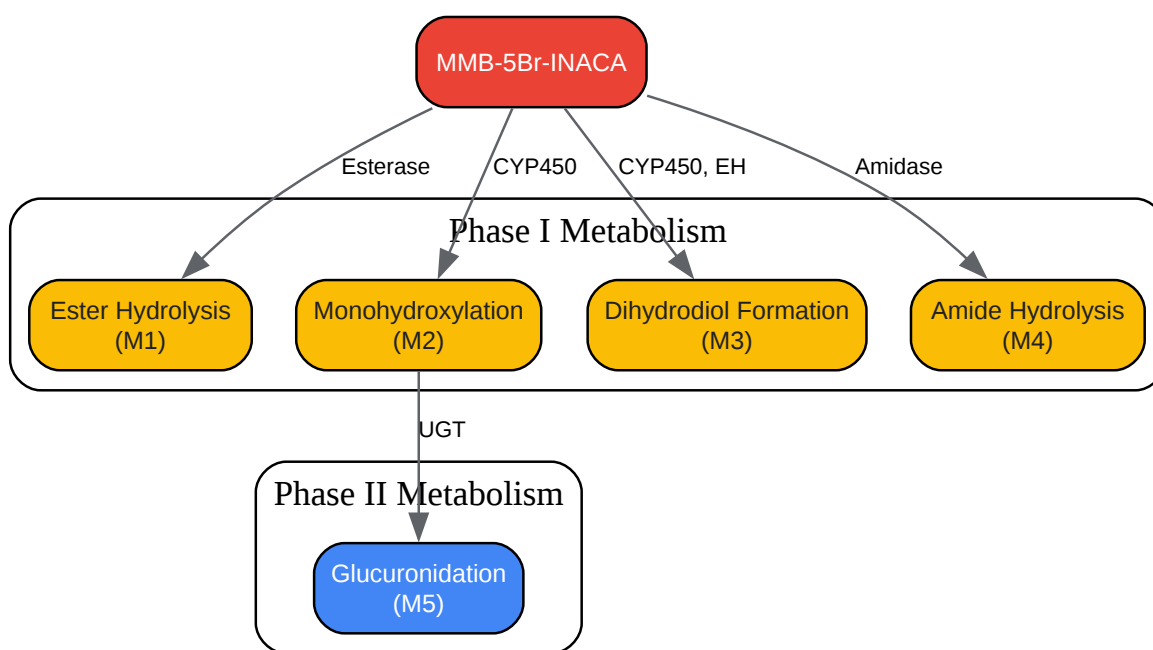 MMB-5Br-INACA
Esterase
CYP450
CYP450, EH
Amidase
Phase I Metabolism
Ester Hydrolysis
(M1)
Monohydroxylation
(M2)
Dihydrodiol Formation
(M3)
Amide Hydrolysis
(M4)
UGT
Phase II Metabolism
Glucuronidation
(M5)